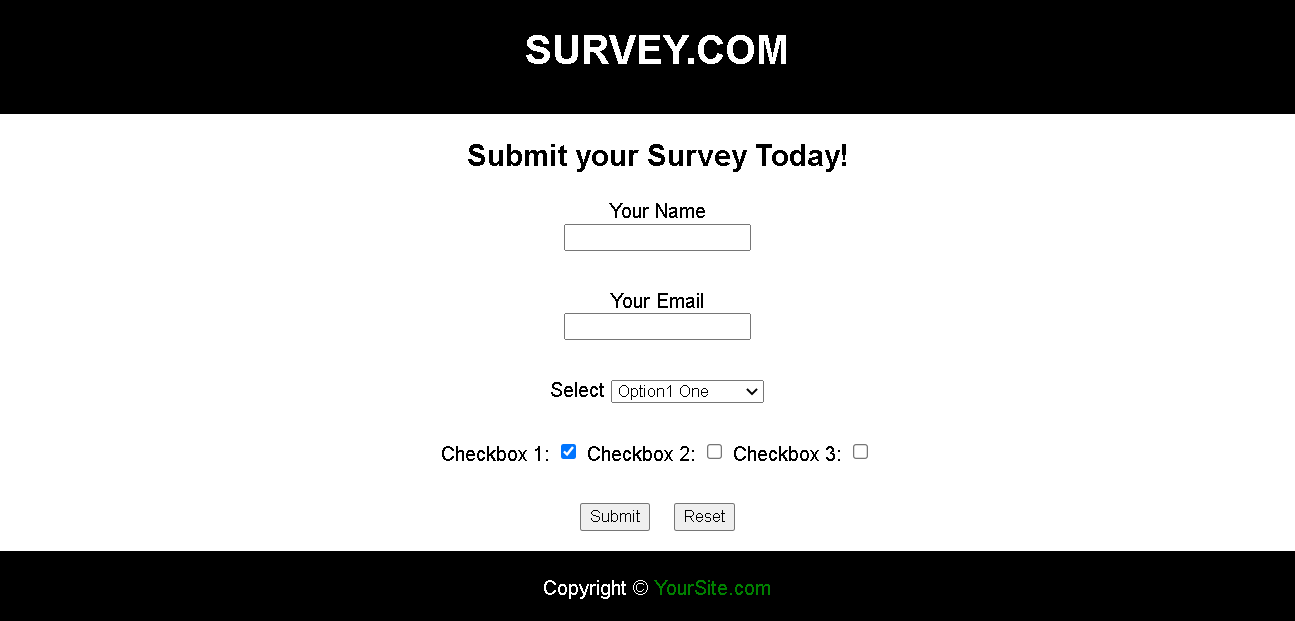 SURVEY.COM
Submit your Survey Today!
Your Name
Your Email
Select Option1 One
Checkbox 1: Checkbox 2: Checkbox 3:
Submit Reset
Copyright © YourSite.com